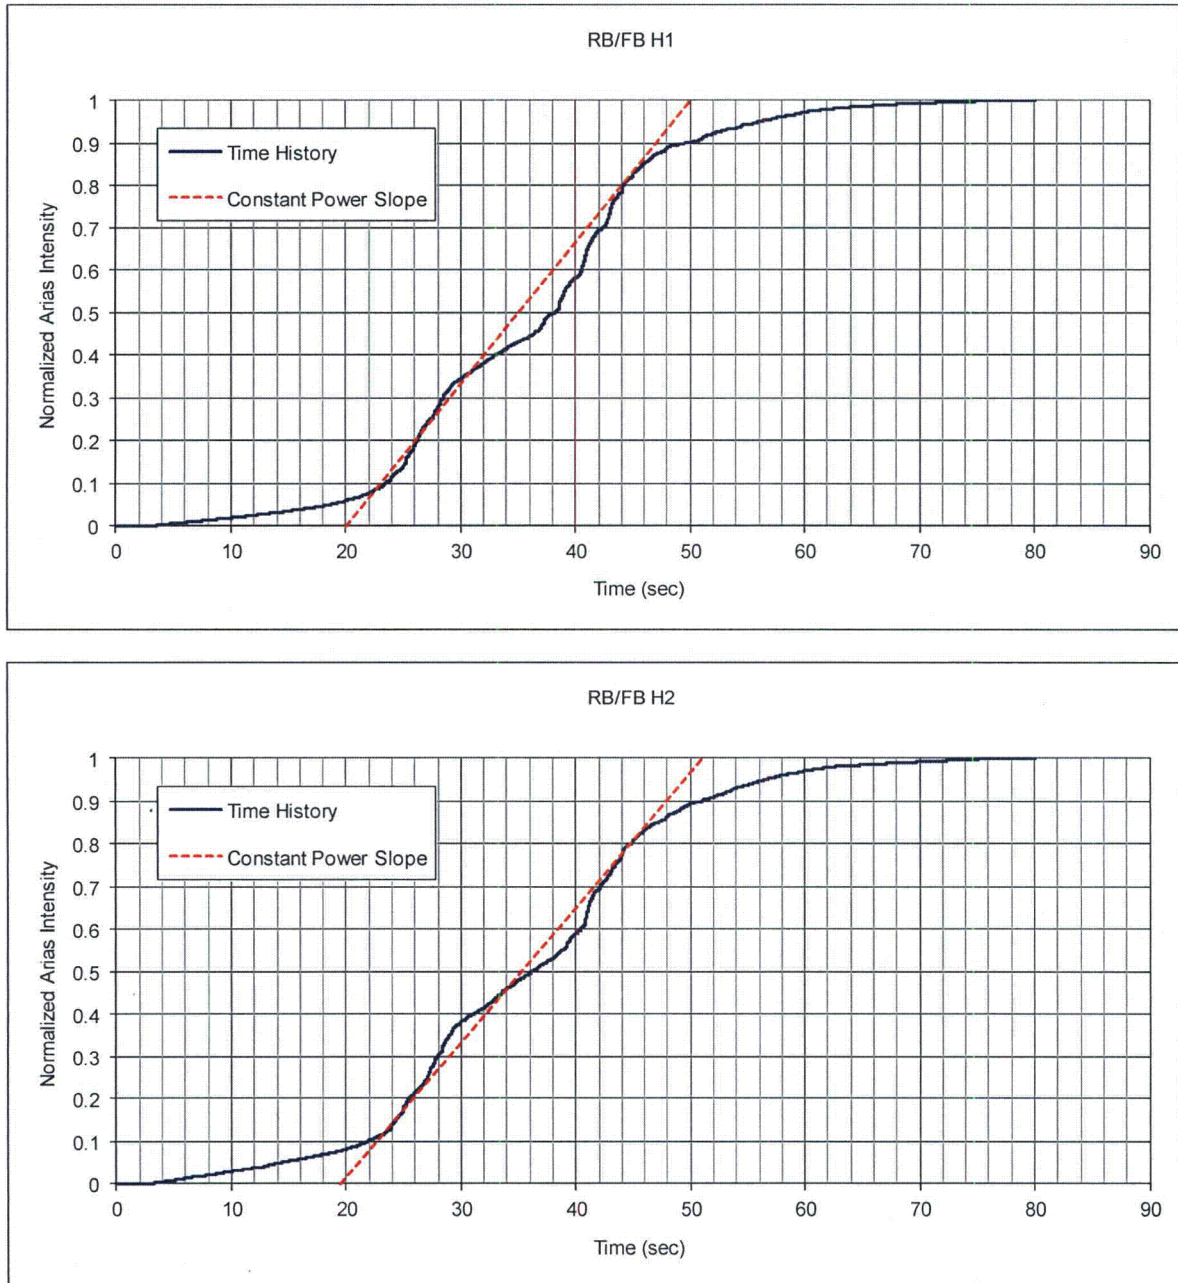 RB/FB H1
1
0.9
0.8
0.7
0.6
0.5
0.4
0.3
0.2
0.1
0
Normalized Arias Intensity
Time History
Constant Power Slope
0 10 20 30 40 50 60 70 80 90
Time (sec)
RB/FB H2
1
0.9
0.8
0.7
0.6
0.5
0.4
0.3
0.2
0.1
0
Normalized Arias Intensity
Time History
Constant Power Slope
0 10 20 30 40 50 60 70 80 90
Time (sec)